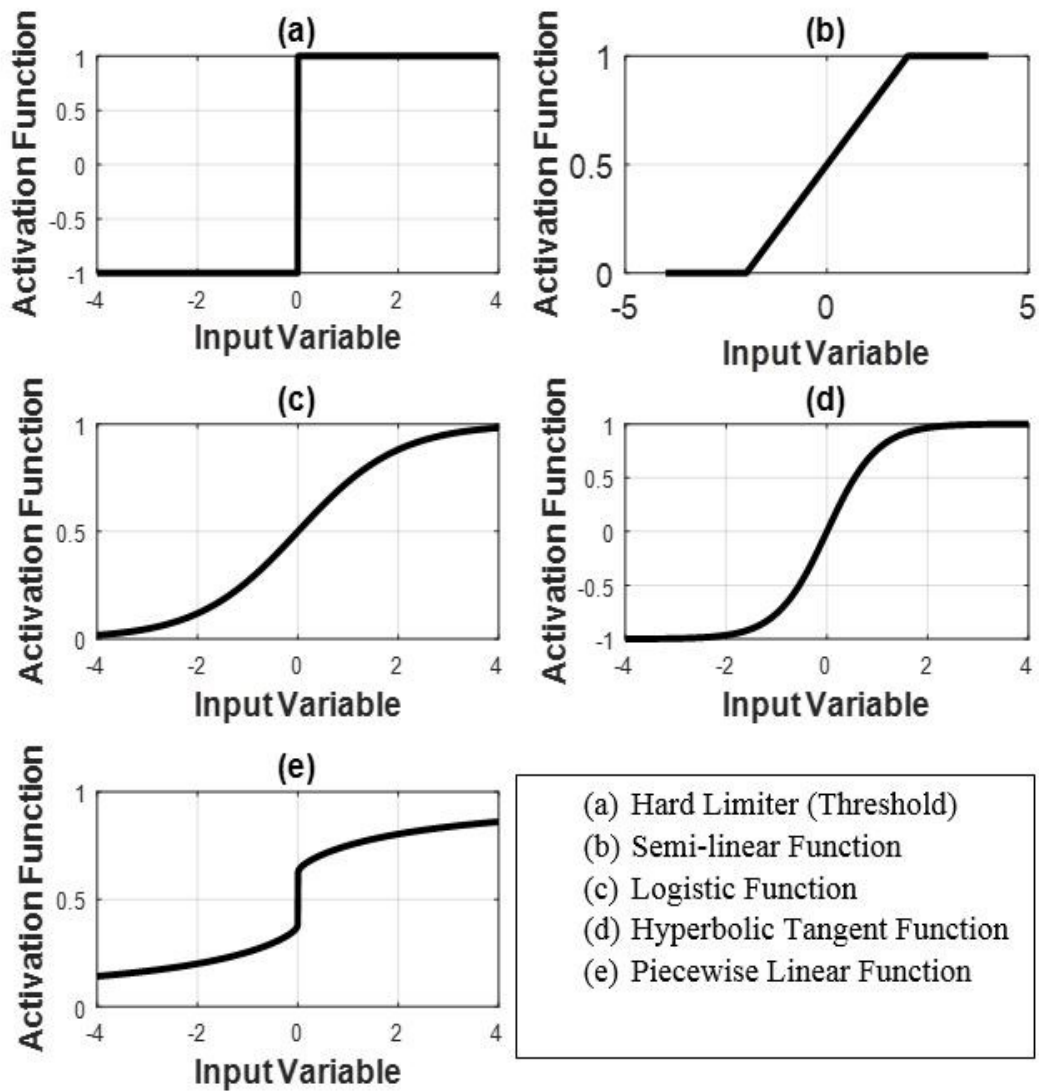 (a)
Activation Function
1
0.5
0
-0.5
-1
-4 -2 0 2 4
Input Variable
(b)
Activation Function
1
0.5
0
-5 0 5
Input Variable
(c)
Activation Function
1
0.5
0
-4 -2 0 2 4
Input Variable
(d)
Activation Function
1
0.5
0
-0.5
-1
-4 -2 0 2 4
Input Variable
(e)
Activation Function
1
0.5
0
-4 -2 0 2 4
Input Variable
(a) Hard Limiter (Threshold)
(b) Semi-linear Function
(c) Logistic Function
(d) Hyperbolic Tangent Function
(e) Piecewise Linear Function